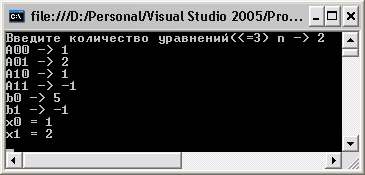 file:///D:/Personal/Visual Studio 2005/Pro...
Введите количество уравнений(<=3) n -> 2
A00 -> 1
A01 -> 2
A10 -> 1
A11 -> -1
b0 -> 5
b1 -> -1
x0 = 1
x1 = 2